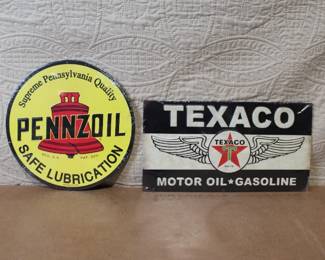 Supreme Pennsylvania Quality
PENNZOIL
SAFE LUBRICATION
TEXACO
TEXACO
T
MOTOR OIL★GASOLINE